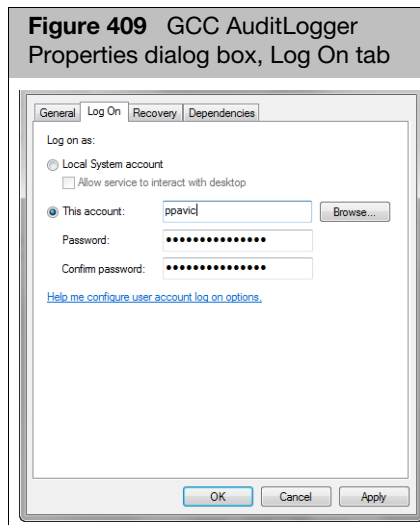 Figure 409 GCC AuditLogger
Properties dialog box, Log On tab
General Log On Recovery Dependencies
Log on as:
Local System account
Allow service to interact with desktop
This account: ppavic Browse...
Password: •••••••••••••••
Confirm password: •••••••••••••••
Help me configure user account log on options.
OK Cancel Apply